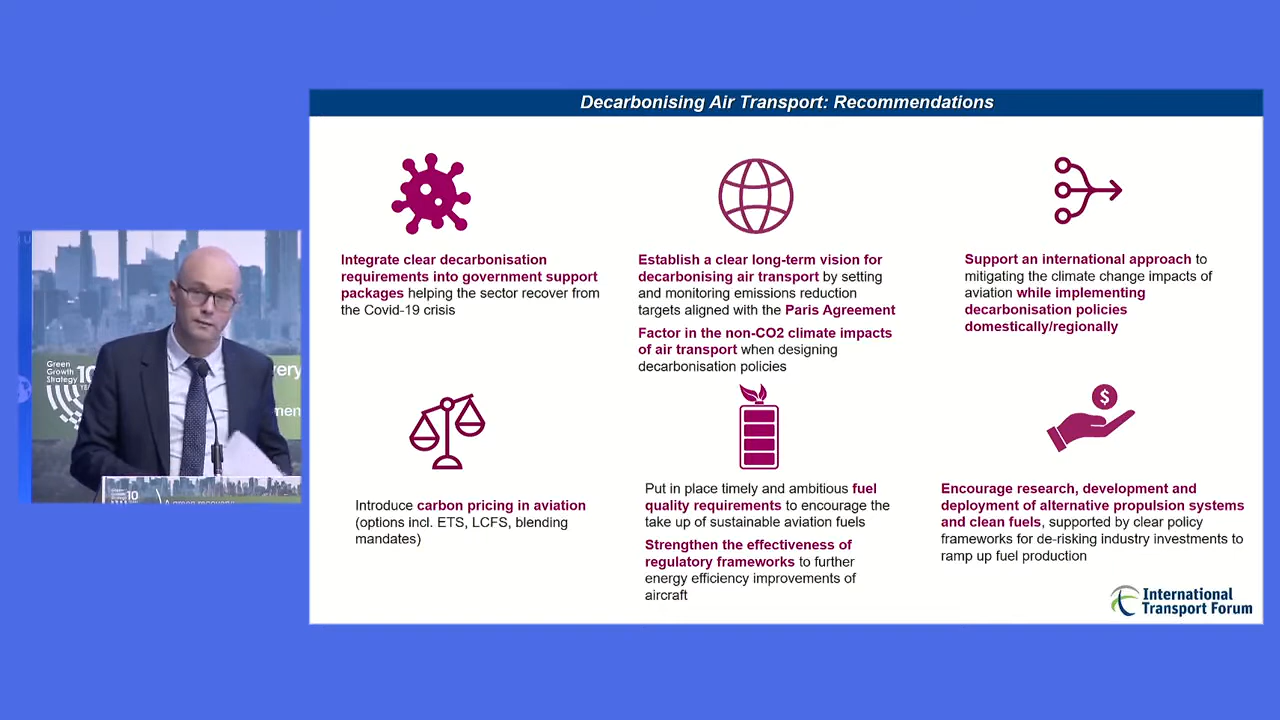 Decarbonising Air Transport: Recommendations
Integrate clear decarbonisation
requirements into government support
packages helping the sector recover from
the Covid-19 crisis
Establish a clear long-term vision for
decarbonising air transport by setting
and monitoring emissions reduction
targets aligned with the Paris Agreement
Factor in the non-CO2 climate impacts
of air transport when designing
decarbonisation policies
Support an international approach to
mitigating the climate change impacts of
aviation while implementing
decarbonisation policies
domestically/regionally
$
Introduce carbon pricing in aviation
(options incl. ETS, LCFS, blending
mandates)
Put in place timely and ambitious fuel
quality requirements to encourage the
take up of sustainable aviation fuels
Strengthen the effectiveness of
regulatory frameworks to further
energy efficiency improvements of
aircraft
Encourage research, development and
deployment of alternative propulsion systems
and clean fuels, supported by clear policy
frameworks for de-risking industry investments to
ramp up fuel production
International
Transport Forum
Green
Growth
Strategy
10
10
A green recovery